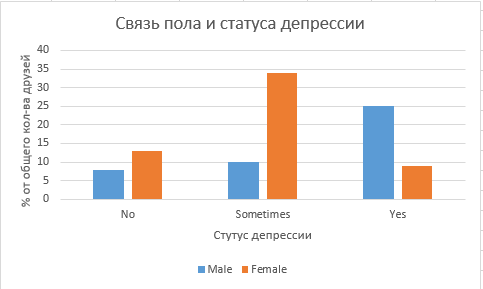 Связь пола и статуса депрессии
% от общего кол-ва друзей
40
35
30
25
20
15
10
5
0
No Sometimes Yes
Стутус депрессии
Male Female